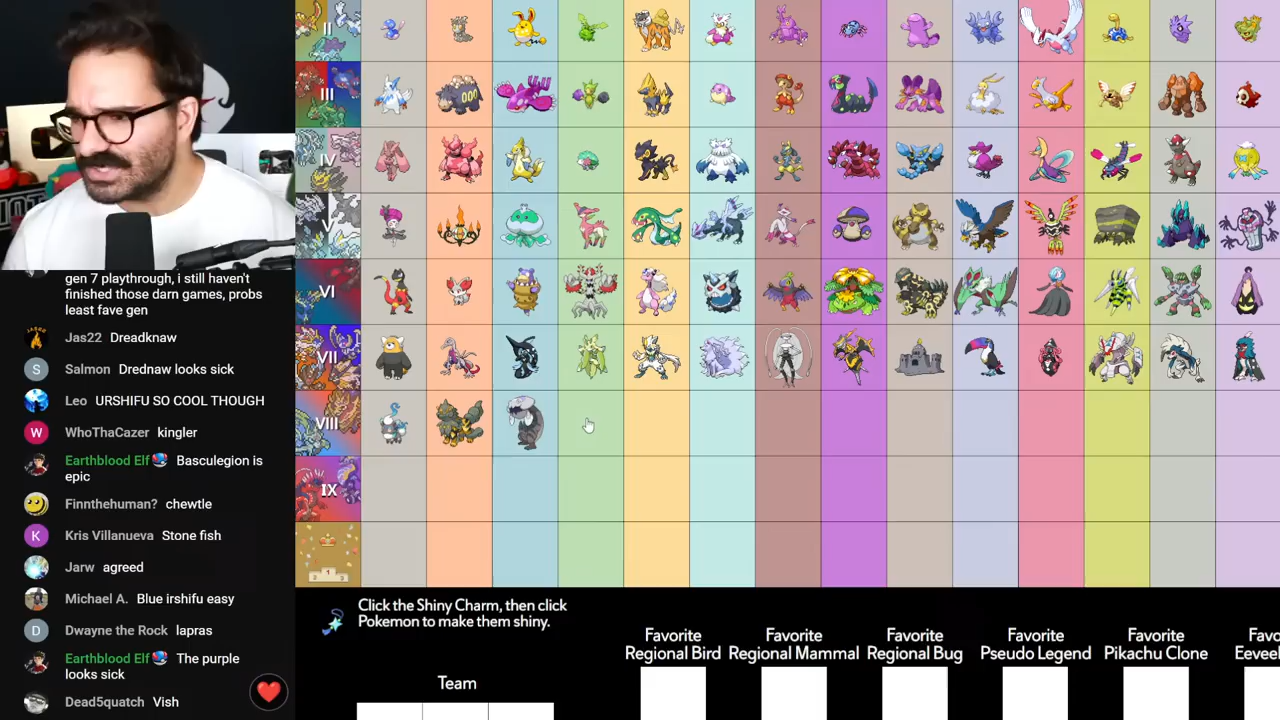 II
III
IV
V
VI
VII
VIII
IX
gen 7 playthrough, i still haven't
finished those darn games, probs
least fave gen
Jas22 Dreadknaw
Salmon Drednaw looks sick
Leo URSHIFU SO COOL THOUGH
WhoThaCazer kingler
Earthblood Elf Basculegion is
epic
Finnthehuman? chewtle
Kris Villanueva Stone fish
Jarw agreed
Michael A. Blue irshifu easy
Dwayne the Rock lapras
Earthblood Elf The purple
looks sick
Dead5quatch Vish
Click the Shiny Charm, then click
Pokemon to make them shiny.
Team
Favorite
Regional Bird
Favorite
Regional Mammal
Favorite
Regional Bug
Favorite
Pseudo Legend
Favorite
Pikachu Clone